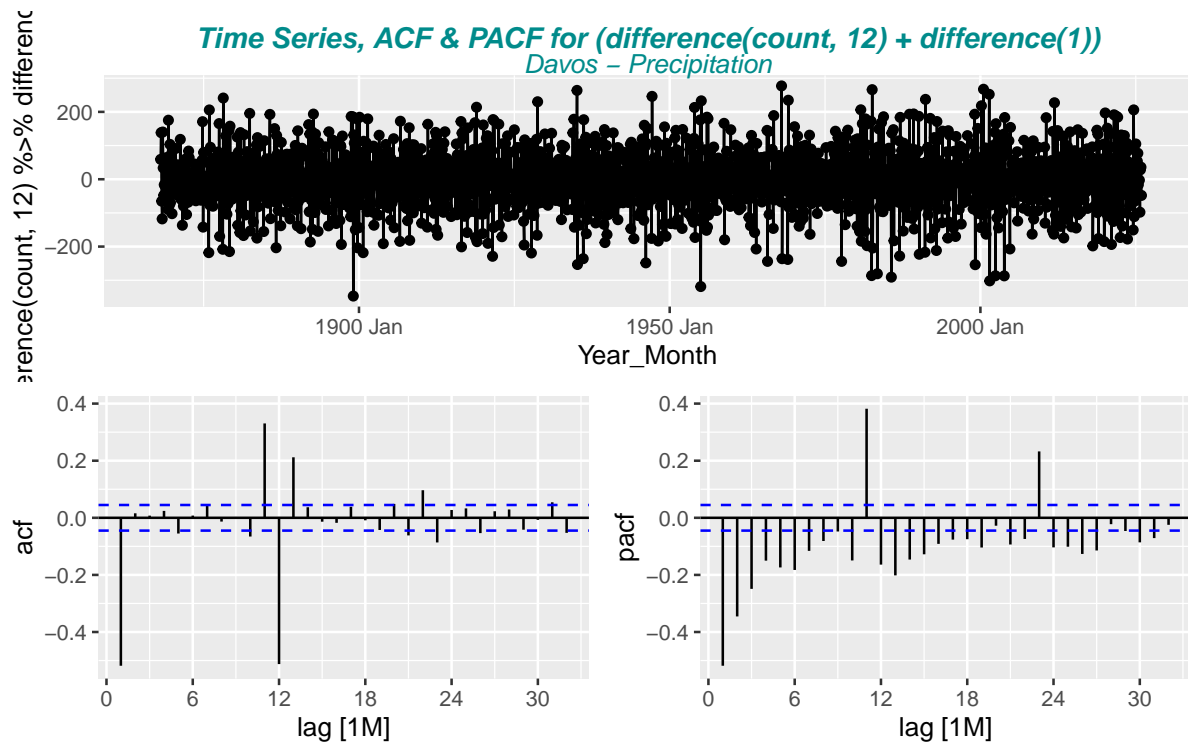 Time Series, ACF & PACF for (difference(count, 12) + difference(1))
Davos − Precipitation
erence(count, 12) %>% differenc
200
0
−200
1900 Jan
1950 Jan
2000 Jan
Year_Month
acf
0.4
0.2
0.0
−0.2
−0.4
0
6
12
18
24
30
lag [1M]
pacf
0.4
0.2
0.0
−0.2
−0.4
0
6
12
18
24
30
lag [1M]